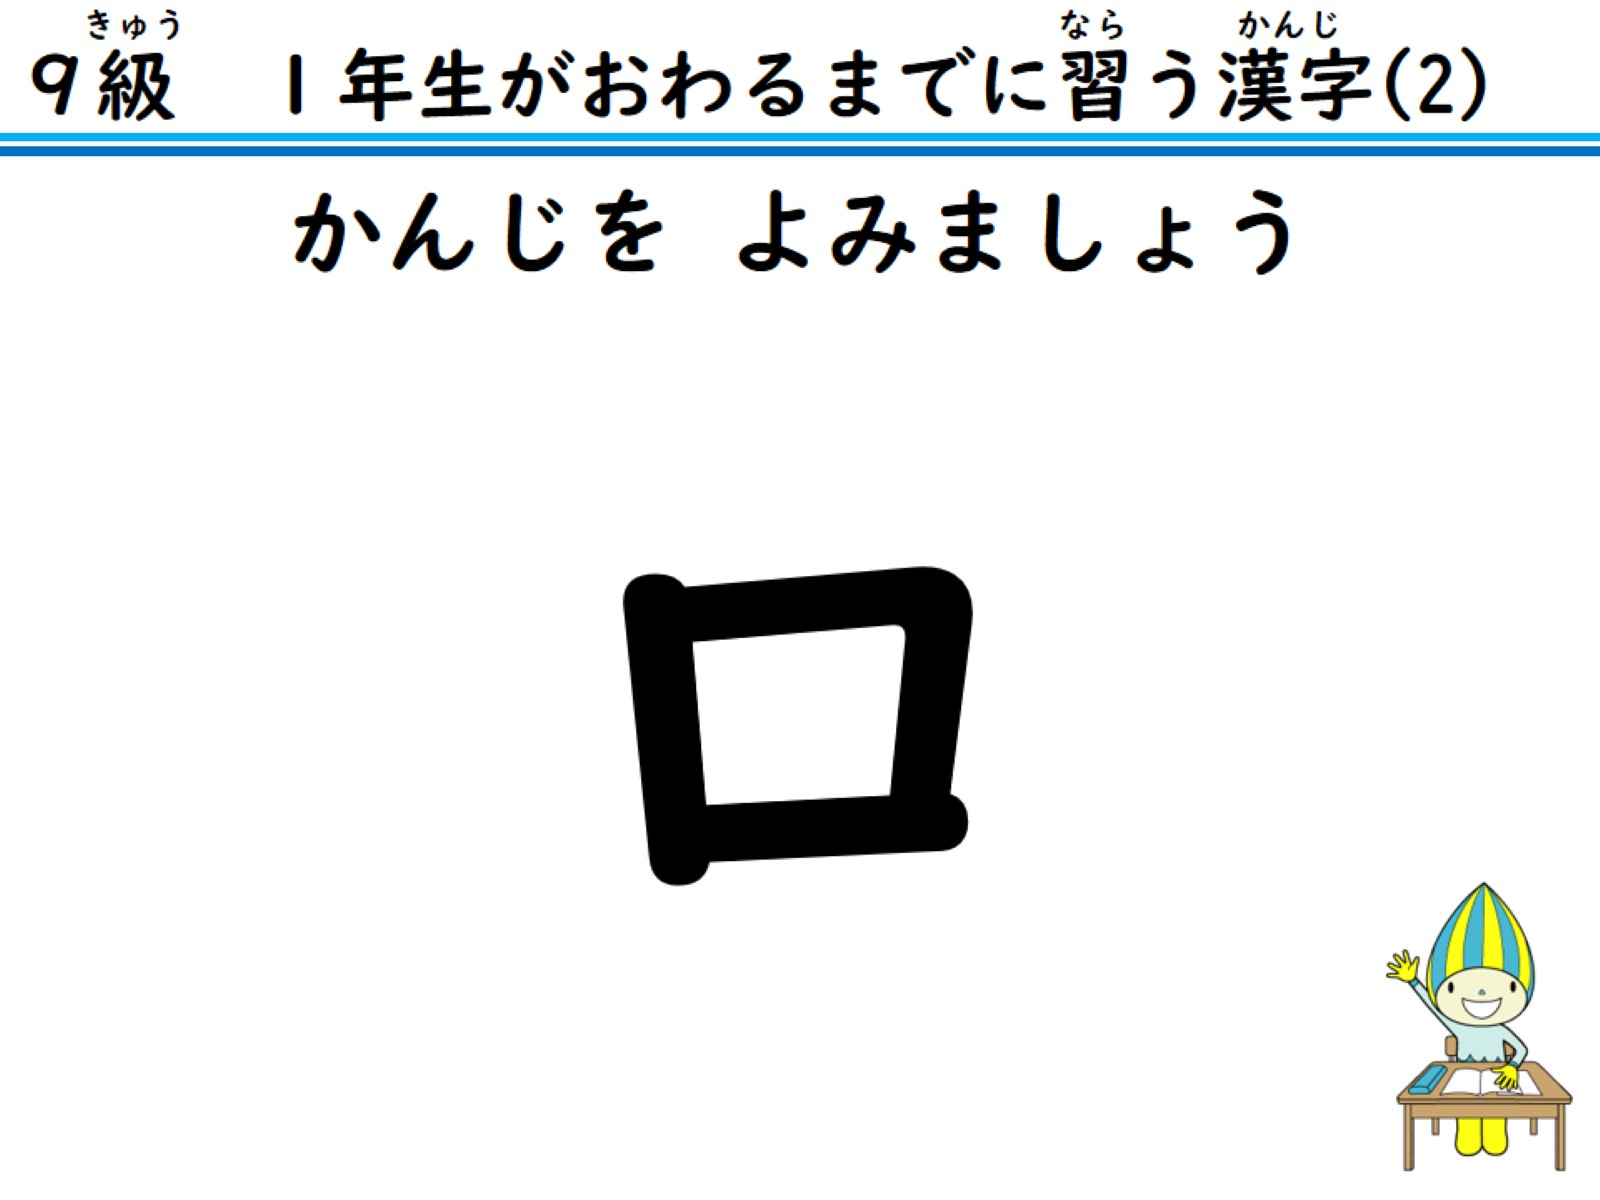 きゅう なら かんじ
9級 1年生がおわるまでに習う漢字(2)
かんじを よみましょう
口